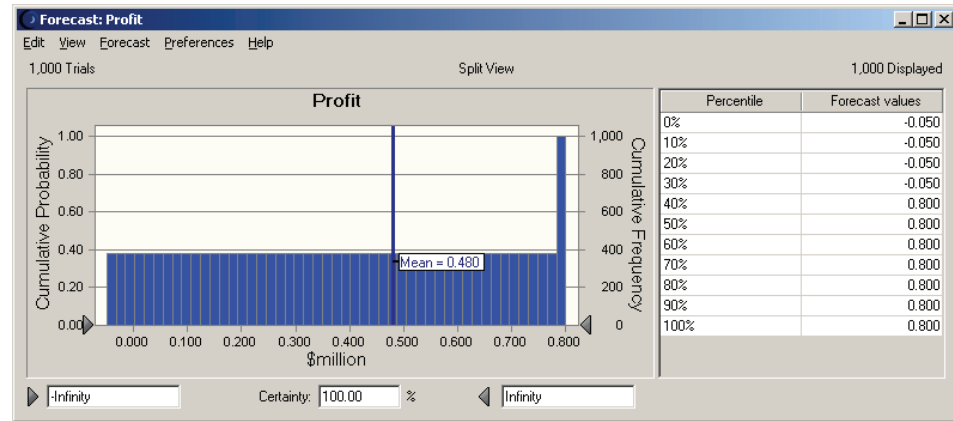 Forecast: Profit
Edit View Forecast Preferences Help
1,000 Trials Split View 1,000 Displayed
Profit
Cumulative Probability
1.00
0.80
0.60
0.40
0.20
0.00
Mean = 0.480
1,000
800
600
400
200
0
Cumulative Frequency
0.000 0.100 0.200 0.300 0.400 0.500 0.600 0.700 0.800
$million
Percentile Forecast values
0% -0.050
10% -0.050
20% -0.050
30% -0.050
40% 0.800
50% 0.800
60% 0.800
70% 0.800
80% 0.800
90% 0.800
100% 0.800
-Infinity Certainty: 100.00 % Infinity